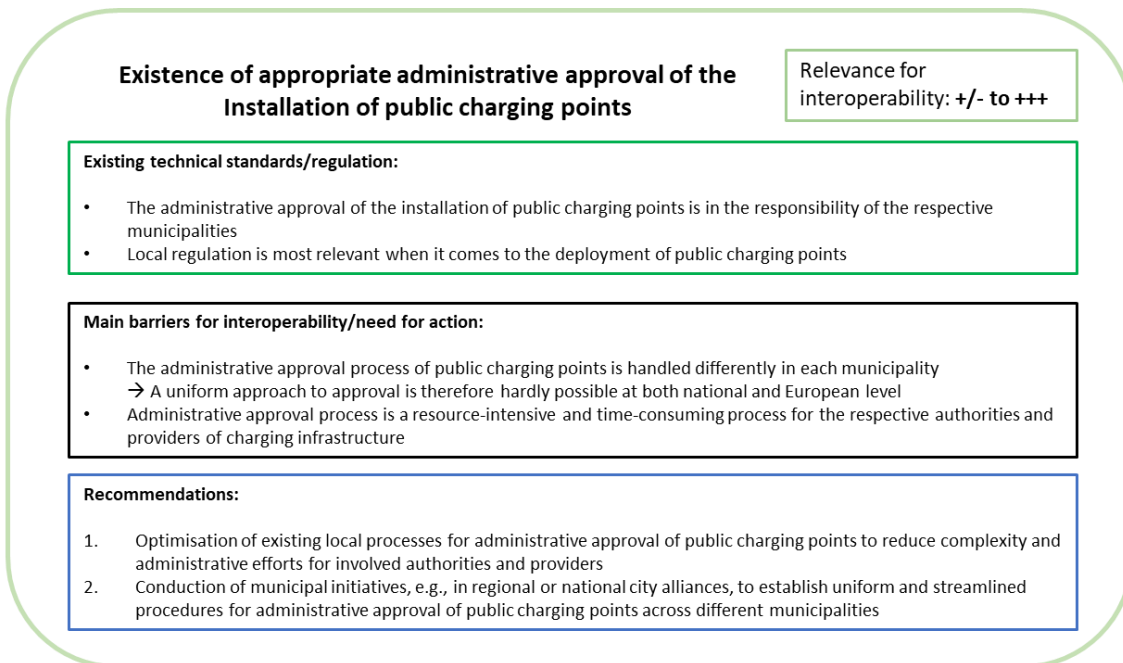 Existence of appropriate administrative approval of the
Installation of public charging points
Relevance for
interoperability: +/- to +++
Existing technical standards/regulation:
• The administrative approval of the installation of public charging points is in the responsibility of the respective
municipalities
• Local regulation is most relevant when it comes to the deployment of public charging points
Main barriers for interoperability/need for action:
• The administrative approval process of public charging points is handled differently in each municipality
→ A uniform approach to approval is therefore hardly possible at both national and European level
• Administrative approval process is a resource-intensive and time-consuming process for the respective authorities and
providers of charging infrastructure
Recommendations:
1. Optimisation of existing local processes for administrative approval of public charging points to reduce complexity and
administrative efforts for involved authorities and providers
2. Conduction of municipal initiatives, e.g., in regional or national city alliances, to establish uniform and streamlined
procedures for administrative approval of public charging points across different municipalities